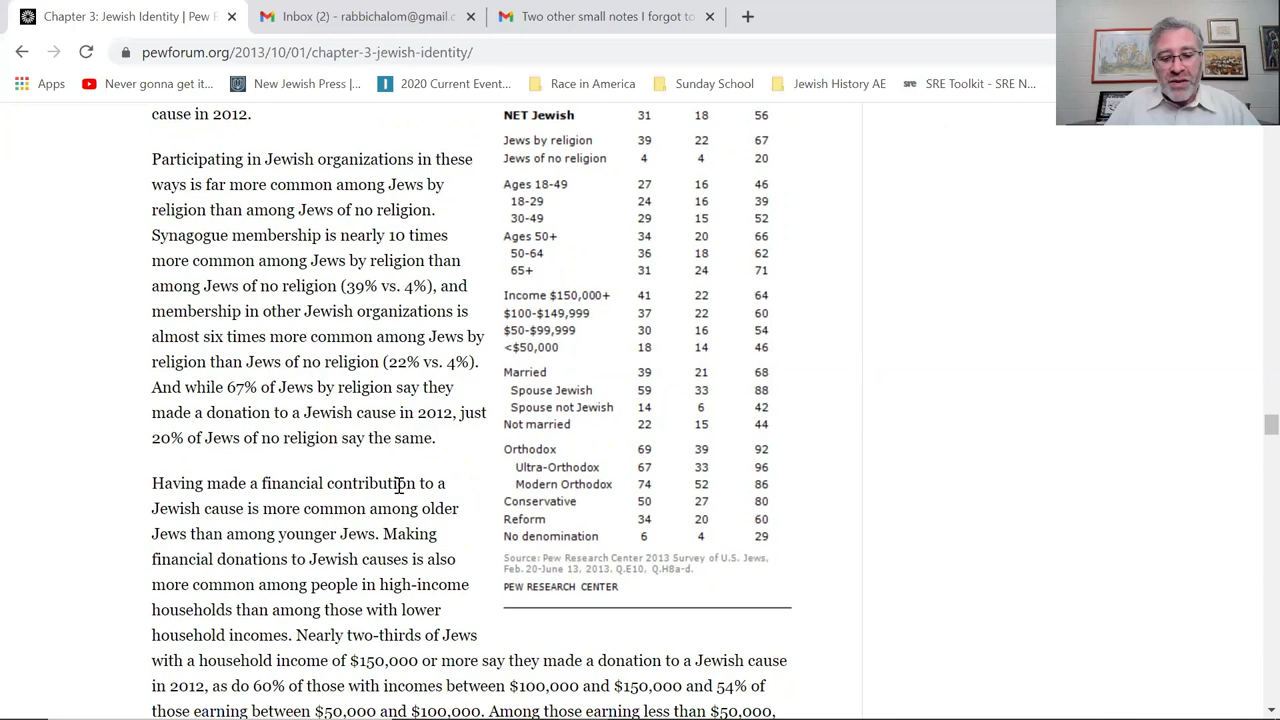 Chapter 3: Jewish Identity | Pew
Inbox (2) - rabbichalom@gmail
Two other small notes I forgot to
pewforum.org/2013/10/01/chapter-3-jewish-identity/
Apps
Never gonna get it...
New Jewish Press |...
2020 Current Event...
Race in America
Sunday School
Jewish History AE
sre
SRE Toolkit - SRE N...
cause in 2012.
Participating in Jewish organizations in these
ways is far more common among Jews by
religion than among Jews of no religion.
Synagogue membership is nearly 10 times
more common among Jews by religion than
among Jews of no religion (39% vs. 4%), and
membership in other Jewish organizations is
almost six times more common among Jews by
religion than Jews of no religion (22% vs. 4%).
And while 67% of Jews by religion say they
made a donation to a Jewish cause in 2012, just
20% of Jews of no religion say the same.
Having made a financial contribution to a
Jewish cause is more common among older
Jews than among younger Jews. Making
financial donations to Jewish causes is also
more common among people in high-income
households than among those with lower
household incomes. Nearly two-thirds of Jews
with a household income of $150,000 or more say they made a donation to a Jewish cause
in 2012, as do 60% of those with incomes between $100,000 and $150,000 and 54% of
those earning between $50,000 and $100,000. Among those earning less than $50,000,
NET Jewish 31 18 56
Jews by religion 39 22 67
Jews of no religion 4 4 20
Ages 18-49 27 16 46
18-29 24 16 39
30-49 29 15 52
Ages 50+ 34 20 66
50-64 36 18 62
65+ 31 24 71
Income $150,000+ 41 22 64
$100-$149,999 37 22 60
$50-$99,999 30 16 54
<$50,000 18 14 46
Married 39 21 68
Spouse Jewish 59 33 88
Spouse not Jewish 14 6 42
Not married 22 15 44
Orthodox 69 39 92
Ultra-Orthodox 67 33 96
Modern Orthodox 74 52 86
Conservative 50 27 80
Reform 34 20 60
No denomination 6 4 29
Source: Pew Research Center 2013 Survey of U.S. Jews,
Feb. 20-June 13, 2013, Q.E10, Q.H8a-d.
PEW RESEARCH CENTER